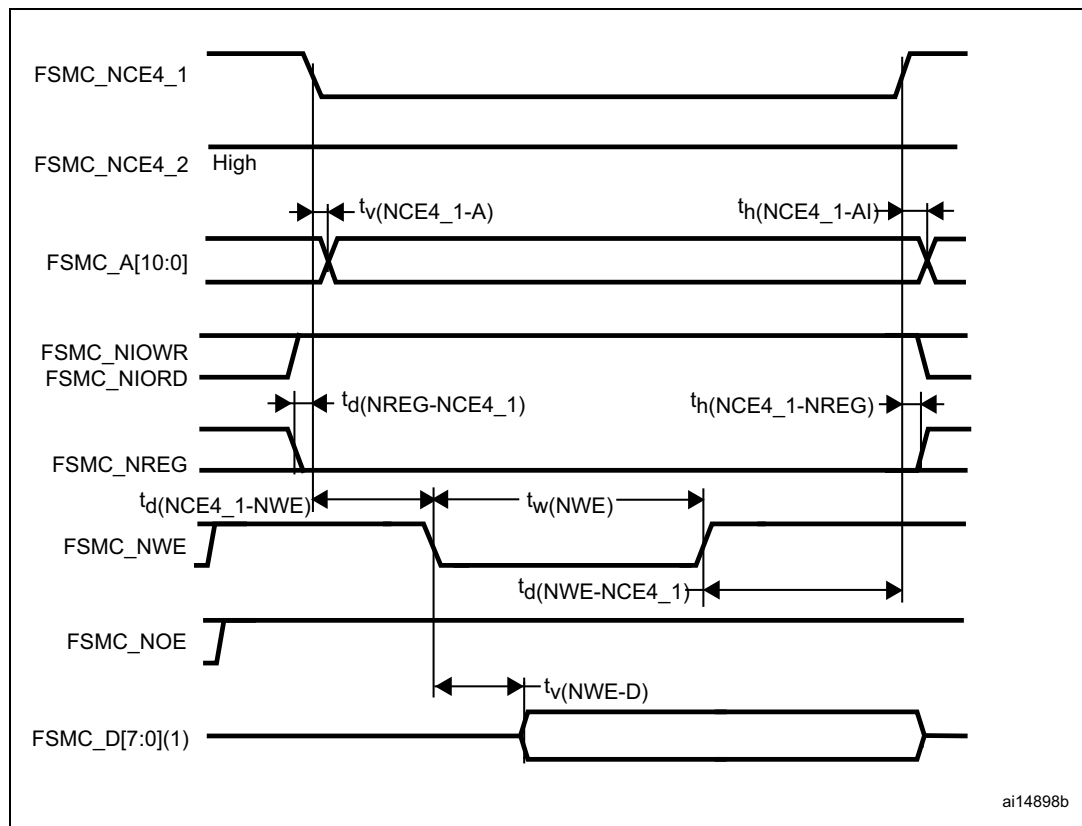 FSMC_NCE4_1
FSMC_NCE4_2 High
tv(NCE4_1-A)
th(NCE4_1-AI)
FSMC_A[10:0]
FSMC_NIOWR
FSMC_NIORD
td(NREG-NCE4_1)
th(NCE4_1-NREG)
FSMC_NREG
td(NCE4_1-NWE)
tw(NWE)
FSMC_NWE
td(NWE-NCE4_1)
FSMC_NOE
tv(NWE-D)
FSMC_D[7:0](1)
ai14898b